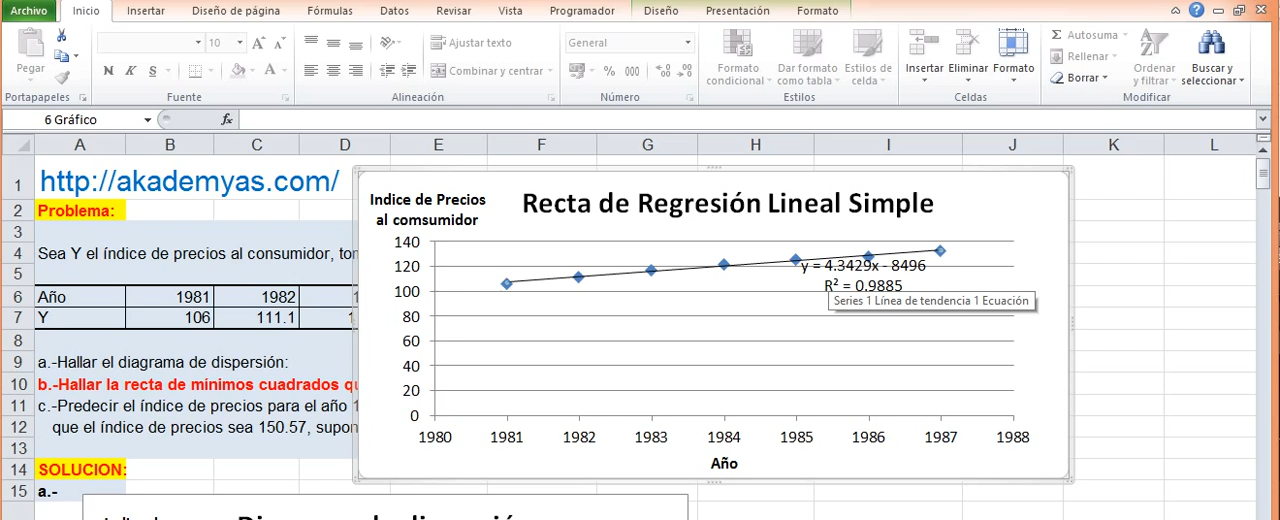 Archivo Inicio Insertar Diseño de página Fórmulas Datos Revisar Vista Programador Diseño Presentación Formato
Pegar
N K S
10
Ajustar texto
Combinar y centrar
General
% 000
Formato condicional
Dar formato como tabla
Estilos de celda
Insertar Eliminar Formato
Σ Autosuma
Rellenar
Borrar
Ordenar y filtrar
Buscar y seleccionar
Portapapeles Fuente Alineación Número Estilos Celdas Modificar
6 Gráfico fx
A B C D E F G H I J K L
1 http://akademyas.com/
2 Problema:
3
4 Sea Y el índice de precios al consumidor,
5
6 Año 1981 1982
7 Y 106 111.1
8
9 a.-Hallar el diagrama de dispersión:
10 b.-Hallar la recta de mínimos cuadrados
11 c.-Predecir el índice de precios para el año
12 que el índice de precios sea 150.57,
13
14 SOLUCION:
15 a.-
Indice de Precios
al consumidor
Recta de Regresión Lineal Simple
140
120
100
80
60
40
20
0
y = 4.3429x - 8496
R² = 0.9885
Series 1 Línea de tendencia 1 Ecuación
1980 1981 1982 1983 1984 1985 1986 1987 1988
Año